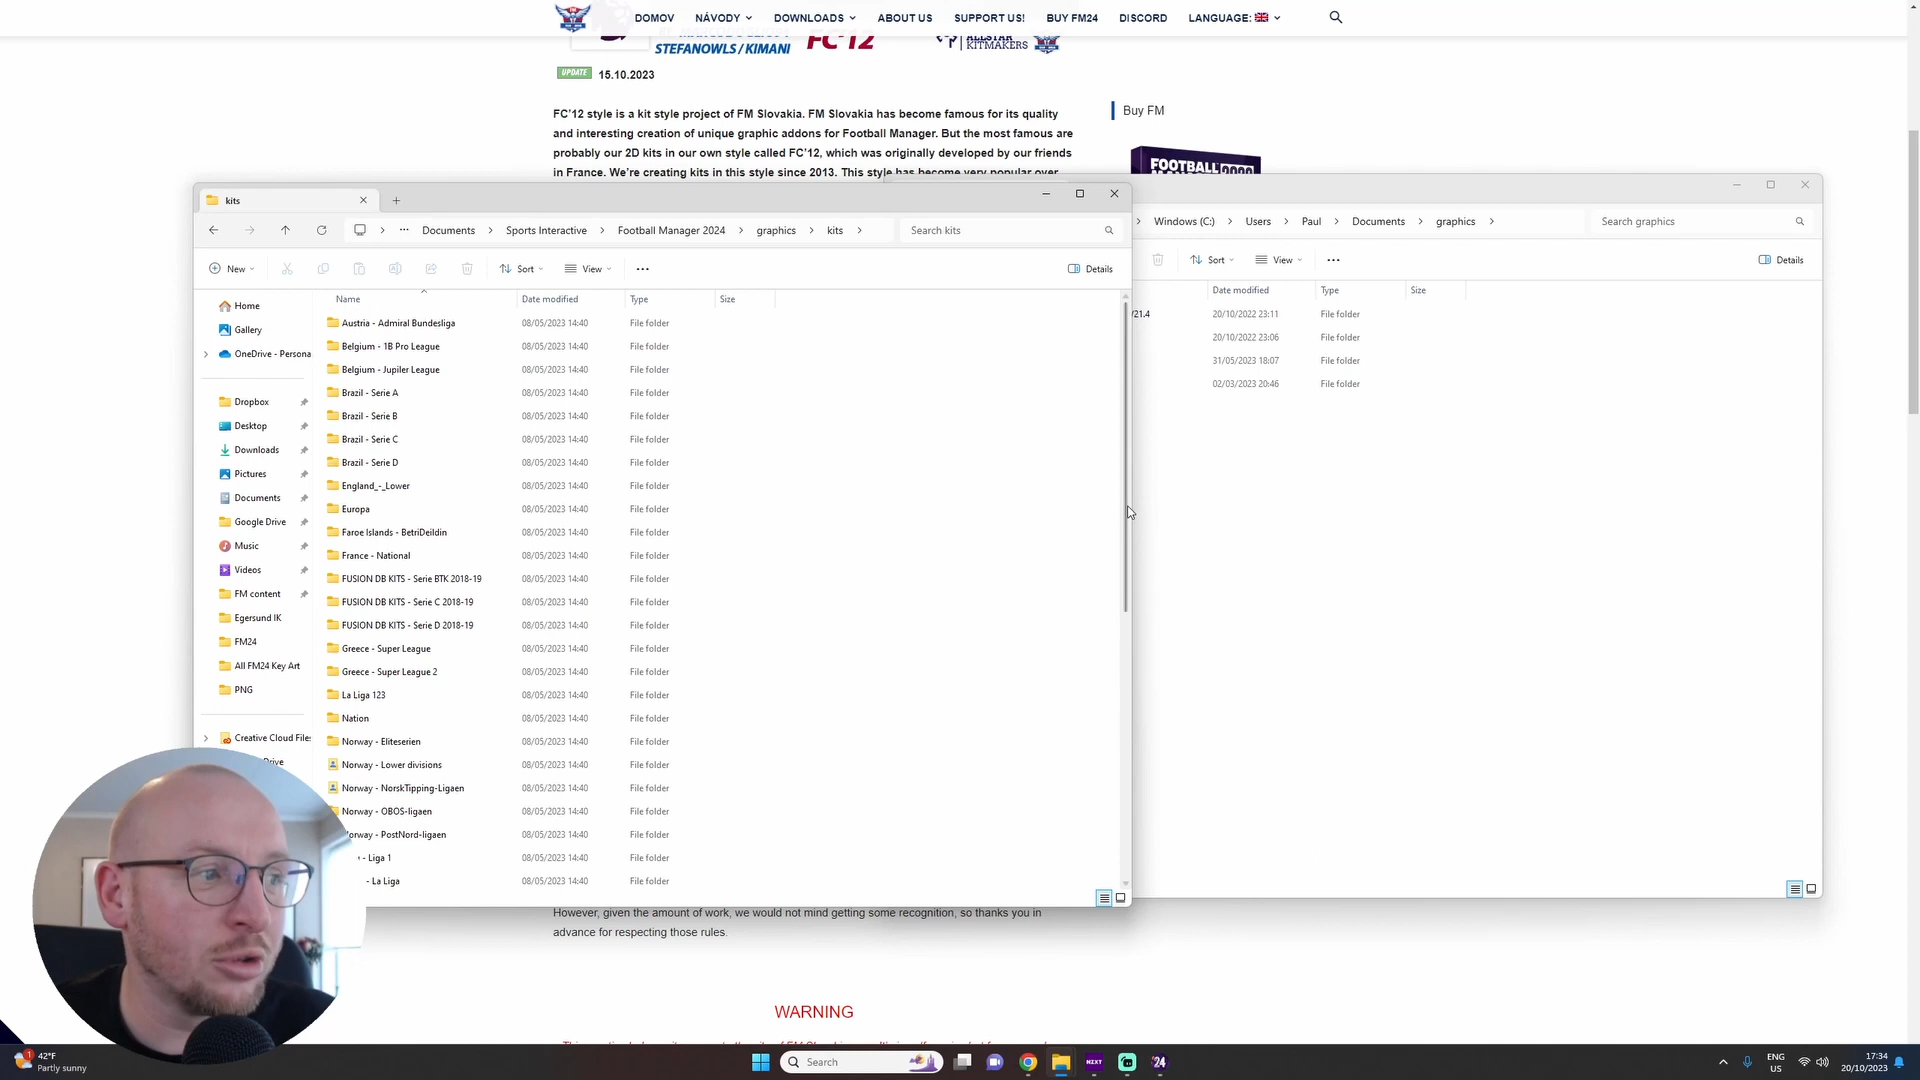 DOMOV
NÁVODY
DOWNLOADS
ABOUT US
SUPPORT US!
BUY FM24
DISCORD
LANGUAGE:
STEFANOWLS / KIMANI
FC'12
ALLSTAR
KITMAKERS
UPDATE
15.10.2023
FC'12 style is a kit style project of FM Slovakia. FM Slovakia has become famous for its quality
and interesting creation of unique graphic addons for Football Manager. But the most famous are
probably our 2D kits in our own style called FC'12, which was originally developed by our friends
in France. We're creating kits in this style since 2013. This style has become very popular over
Buy FM
FOOTBALL
kits
Documents
Sports Interactive
Football Manager 2024
graphics
kits
Search kits
New
Sort
View
Details
Name
Date modified
Type
Size
Home
Gallery
OneDrive - Persona
Dropbox
Desktop
Downloads
Pictures
Documents
Google Drive
Music
Videos
FM content
Egersund IK
FM24
All FM24 Key Art
PNG
Creative Cloud Files
Drive
Austria - Admiral Bundesliga 08/05/2023 14:40 File folder
Belgium - 1B Pro League 08/05/2023 14:40 File folder
Belgium - Jupiler League 08/05/2023 14:40 File folder
Brazil - Serie A 08/05/2023 14:40 File folder
Brazil - Serie B 08/05/2023 14:40 File folder
Brazil - Serie C 08/05/2023 14:40 File folder
Brazil - Serie D 08/05/2023 14:40 File folder
England_-_Lower 08/05/2023 14:40 File folder
Europa 08/05/2023 14:40 File folder
Faroe Islands - BetriDeildin 08/05/2023 14:40 File folder
France - National 08/05/2023 14:40 File folder
FUSION DB KITS - Serie BTK 2018-19 08/05/2023 14:40 File folder
FUSION DB KITS - Serie C 2018-19 08/05/2023 14:40 File folder
FUSION DB KITS - Serie D 2018-19 08/05/2023 14:40 File folder
Greece - Super League 08/05/2023 14:40 File folder
Greece - Super League 2 08/05/2023 14:40 File folder
La Liga 123 08/05/2023 14:40 File folder
Nation 08/05/2023 14:40 File folder
Norway - Eliteserien 08/05/2023 14:40 File folder
Norway - Lower divisions 08/05/2023 14:40 File folder
Norway - NorskTipping-Ligaen 08/05/2023 14:40 File folder
Norway - OBOS-ligaen 08/05/2023 14:40 File folder
orway - PostNord-ligaen 08/05/2023 14:40 File folder
- Liga 1 08/05/2023 14:40 File folder
- La Liga 08/05/2023 14:40 File folder
Windows (C:)
Users
Paul
Documents
graphics
Search graphics
Sort
View
Details
Date modified
Type
Size
21.4 20/10/2022 23:11 File folder
20/10/2022 23:06 File folder
31/05/2023 18:07 File folder
02/03/2023 20:46 File folder
However, given the amount of work, we would not mind getting some recognition, so thanks you in
advance for respecting those rules.
WARNING
1
42°F
Partly sunny
Search
NEXT
24
ENG
US
17:34
20/10/2023